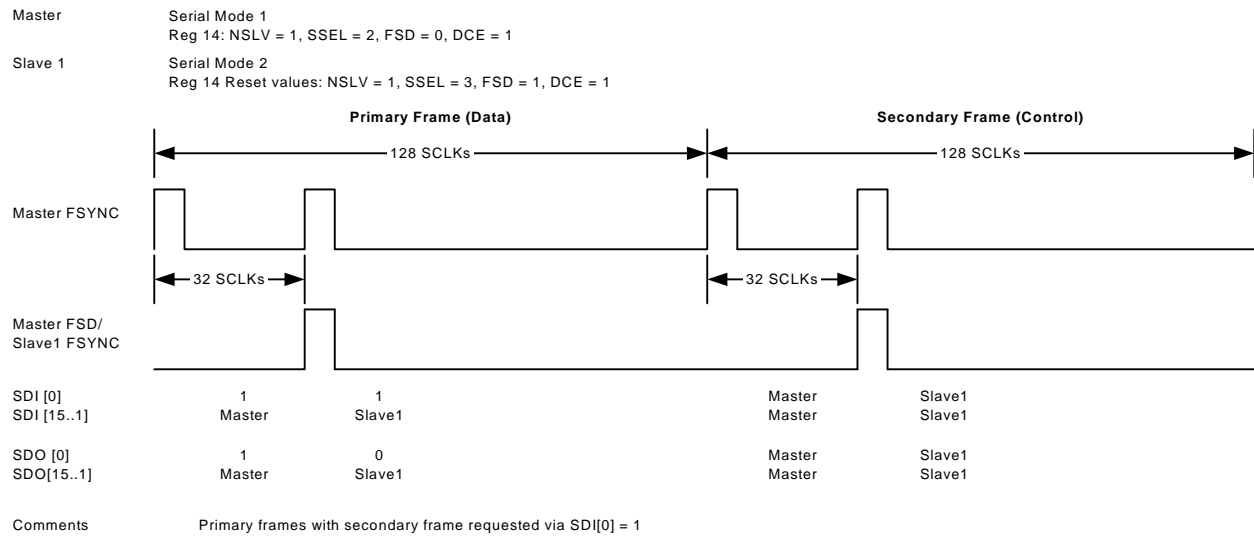 Master Serial Mode 1
Reg 14: NSLV = 1, SSEL = 2, FSD = 0, DCE = 1
Slave 1 Serial Mode 2
Reg 14 Reset values: NSLV = 1, SSEL = 3, FSD = 1, DCE = 1
Primary Frame (Data) Secondary Frame (Control)
128 SCLKs 128 SCLKs
Master FSYNC
32 SCLKs 32 SCLKs
Master FSD/
Slave1 FSYNC
SDI [0] 1 1 Master Slave1
SDI [15..1] Master Slave1 Master Slave1
SDO [0] 1 0 Master Slave1
SDO[15..1] Master Slave1 Master Slave1
Comments Primary frames with secondary frame requested via SDI[0] = 1